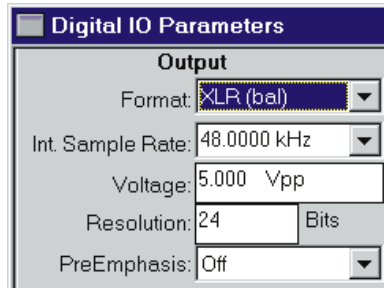 Digital IO Parameters
Output
Format: XLR (bal)
Int. Sample Rate: 48.0000 kHz
Voltage: 5.000 Vpp
Resolution: 24 Bits
PreEmphasis: Off